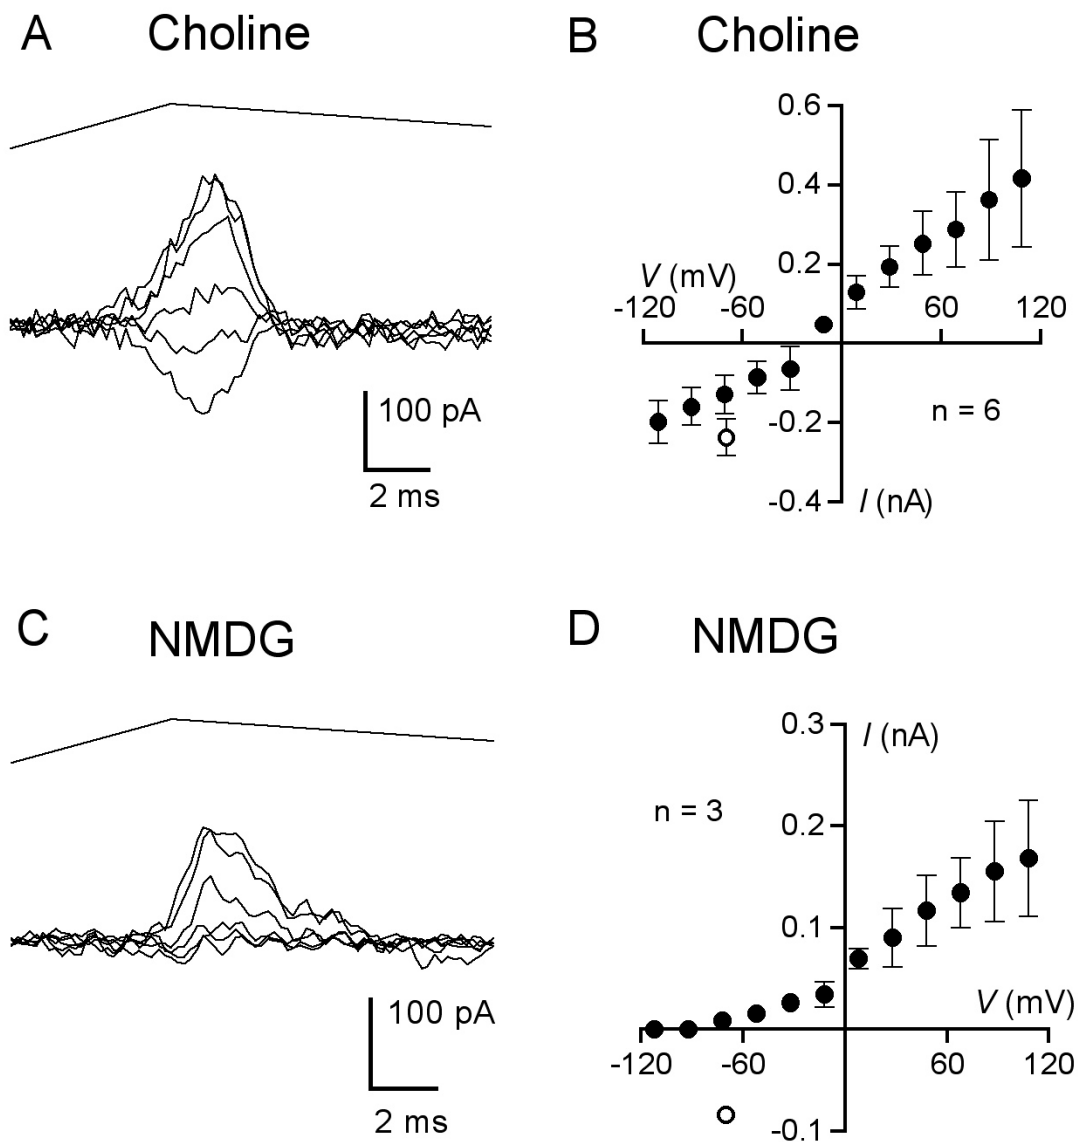 A Choline
100 pA
2 ms
B Choline
0.6
0.4
0.2
V (mV)
-120 -60 60 120
-0.2
n = 6
-0.4 I (nA)
C NMDG
100 pA
2 ms
D NMDG
0.3
I (nA)
n = 3
0.2
0.1
V (mV)
-120 -60 60 120
-0.1